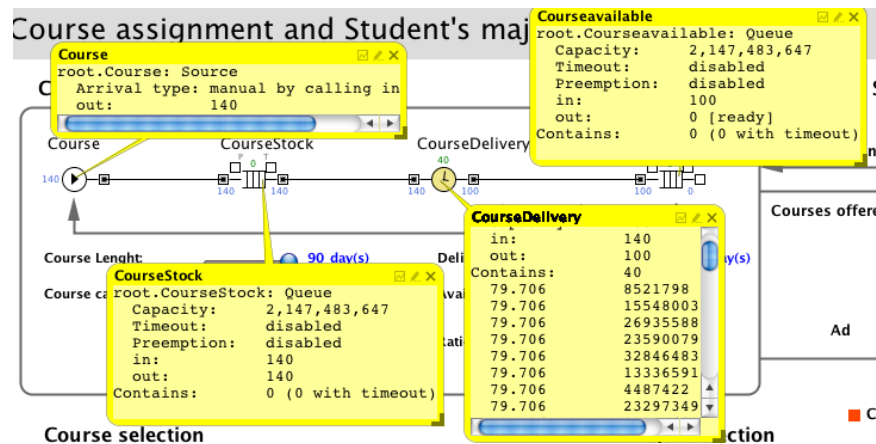 Course assignment and Student's maj
Courseavailable
root.Courseavailable: Queue
Capacity: 2,147,483,647
Timeout: disabled
Preemption: disabled
in: 100
out: 0 [ready]
Contains: 0 (0 with timeout)
Course
root.Course: Source
Arrival type: manual by calling in
out: 140
C
Course
CourseStock
CourseDelivery
P T
0
40
140
140
140
140
100
100
0
Courses offere
CourseDelivery
in: 140
out: 100
Contains: 40
79.706 8521798
79.706 15548003
79.706 26935588
79.706 23590079
79.706 32846483
79.706 13336591
79.706 4487422
79.706 23297349
Course Lenght:
90 day(s)
Deli
y(s)
Course ca
CourseStock
root.CourseStock: Queue
Capacity: 2,147,483,647
Timeout: disabled
Preemption: disabled
in: 140
out: 140
Contains: 0 (0 with timeout)
Ad
C
Course selection
ction